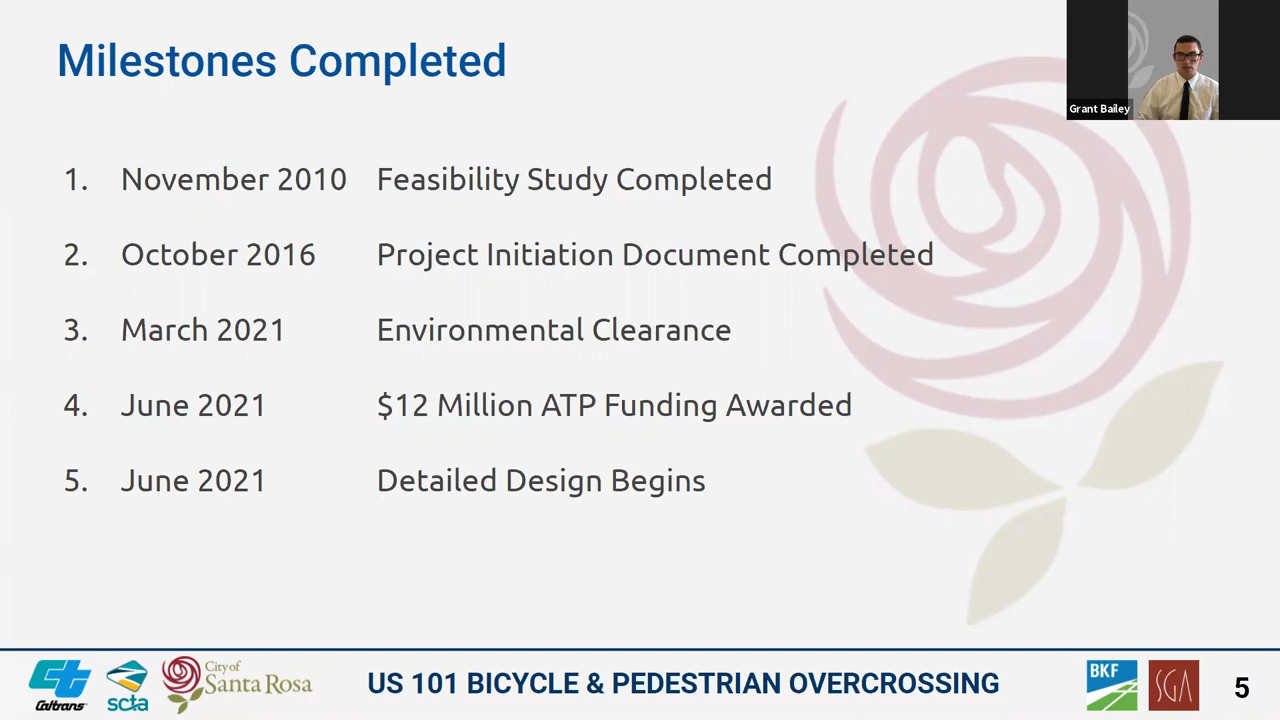 Milestones Completed
Grant Bailey
1. November 2010 Feasibility Study Completed
2. October 2016 Project Initiation Document Completed
3. March 2021 Environmental Clearance
4. June 2021 $12 Million ATP Funding Awarded
5. June 2021 Detailed Design Begins
Caltrans
scta
City of
Santa Rosa
US 101 BICYCLE & PEDESTRIAN OVERCROSSING
BKF
SGA
5